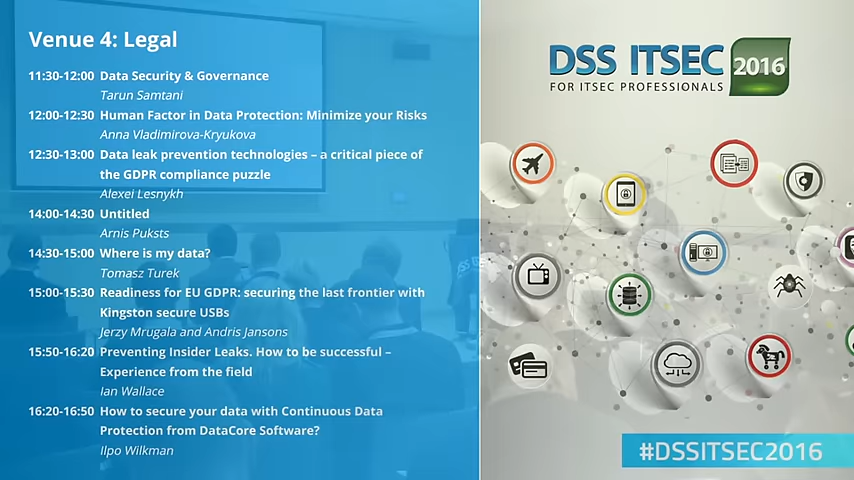 Venue 4: Legal
11:30-12:00 Data Security & Governance
Tarun Samtani
12:00-12:30 Human Factor in Data Protection: Minimize your Risks
Anna Vladimirova-Kryukova
12:30-13:00 Data leak prevention technologies – a critical piece of
the GDPR compliance puzzle
Alexei Lesnykh
14:00-14:30 Untitled
Arnis Puksts
14:30-15:00 Where is my data?
Tomasz Turek
15:00-15:30 Readiness for EU GDPR: securing the last frontier with
Kingston secure USBs
Jerzy Mrugala and Andris Jansons
15:50-16:20 Preventing Insider Leaks. How to be successful –
Experience from the field
Ian Wallace
16:20-16:50 How to secure your data with Continuous Data
Protection from DataCore Software?
Ilpo Wilkman
DSS ITSEC 2016
FOR ITSEC PROFESSIONALS
#DSSITSEC2016